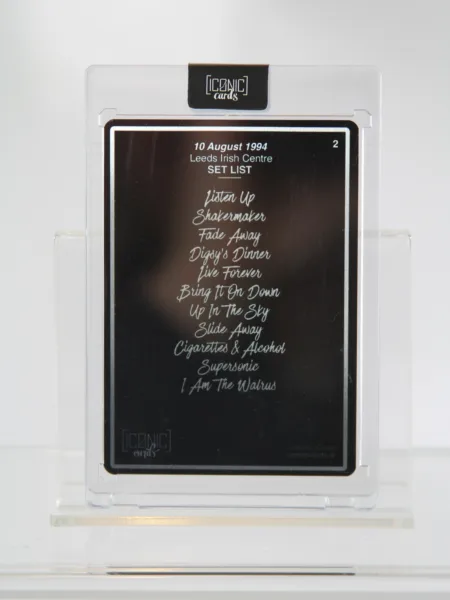 [ICONIC]
cards
10 August 1994
2
Leeds Irish Centre
SET LIST
Listen Up
Shakermaker
Fade Away
Digsy's Dinner
Live Forever
Bring It On Down
Up In The Sky
Slide Away
Cigarettes & Alcohol
Supersonic
I Am The Walrus
[ICONIC]
cards